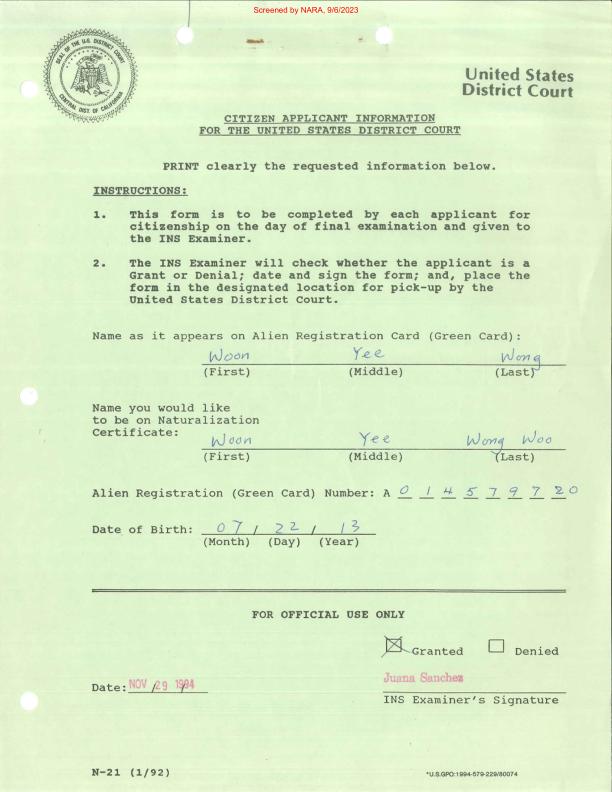 Screened by NARA, 9/6/2023
SEAL OF THE U.S. DISTRICT COURT
CENTRAL DIST. OF CALIFORNIA
United States
District Court
CITIZEN APPLICANT INFORMATION
FOR THE UNITED STATES DISTRICT COURT
PRINT clearly the requested information below.
INSTRUCTIONS:
1. This form is to be completed by each applicant for
citizenship on the day of final examination and given to
the INS Examiner.
2. The INS Examiner will check whether the applicant is a
Grant or Denial; date and sign the form; and, place the
form in the designated location for pick-up by the
United States District Court.
Name as it appears on Alien Registration Card (Green Card):
Woon Yee Wong
(First) (Middle) (Last)
Name you would like
to be on Naturalization
Certificate:
Woon Yee Wong Woo
(First) (Middle) (Last)
Alien Registration (Green Card) Number: A 0 1 4 5 7 9 7 2 0
Date of Birth: 07 / 22 / 13
(Month) (Day) (Year)
FOR OFFICIAL USE ONLY
Granted Denied
Juana Sanchez
Date: NOV 29 1994
INS Examiner's Signature
N-21 (1/92)
*U.S.GPO:1994-579-229/80074